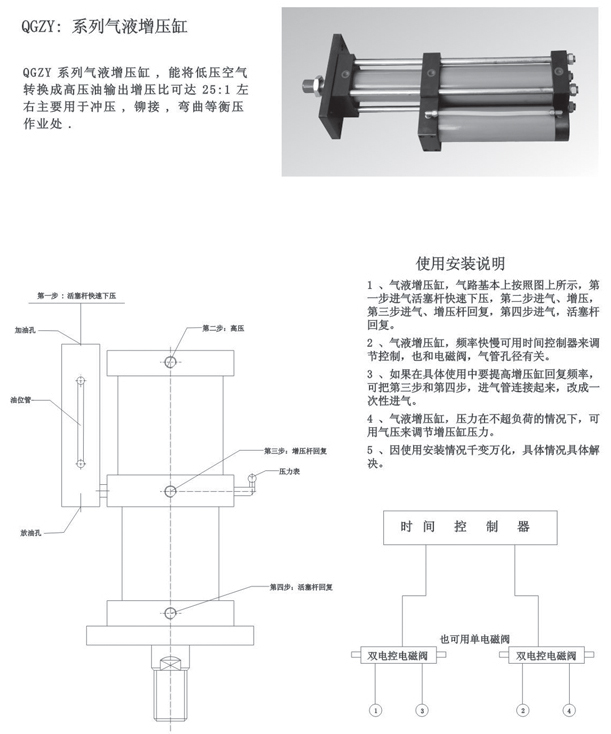 QGZY: 系列气液增压缸
QGZY 系列气液增压缸 ，能将低压空气
转换成高压油输出增压比可达 25:1 左
右主要用于冲压 ，铆接 ，弯曲等衡压
作业处 .
使用安装说明
1 、气液增压缸，气路基本上按照图上所示，第
一步进气活塞杆快速下压，第二步进气、增压，
第三步进气、增压杆回复，第四步进气，活塞杆
回复。
2 、气液增压缸，频率快慢可用时间控制器来调
节控制，也和电磁阀，气管孔径有关。
3 、如果在具体使用中要提高增压缸回复频率，
可把第三步和第四步，进气管连接起来，改成一
次性进气。
4 、气液增压缸，压力在不超负荷的情况下，可
用气压来调节增压缸压力。
5 、因使用安装情况千变万化，具体情况具体解
决。
第一步 : 活塞杆快速下压
加油孔
第二步: 高压
油位管
第三步: 增压杆回复
压力表
放油孔
第四步: 活塞杆回复
时 间 控 制 器
也可用单电磁阀
双电控电磁阀
双电控电磁阀
1
3
2
4